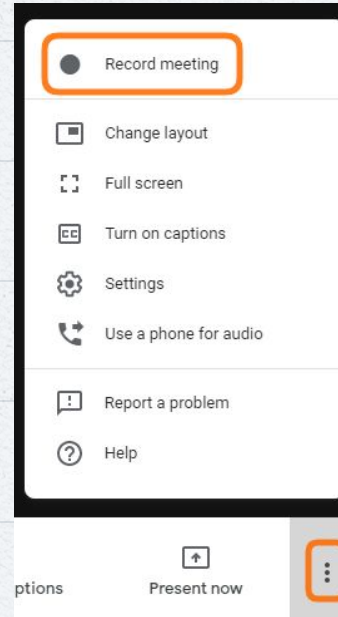 Record meeting
Change layout
Full screen
CC
Turn on captions
Settings
Use a phone for audio
Report a problem
Help
ptions
Present now